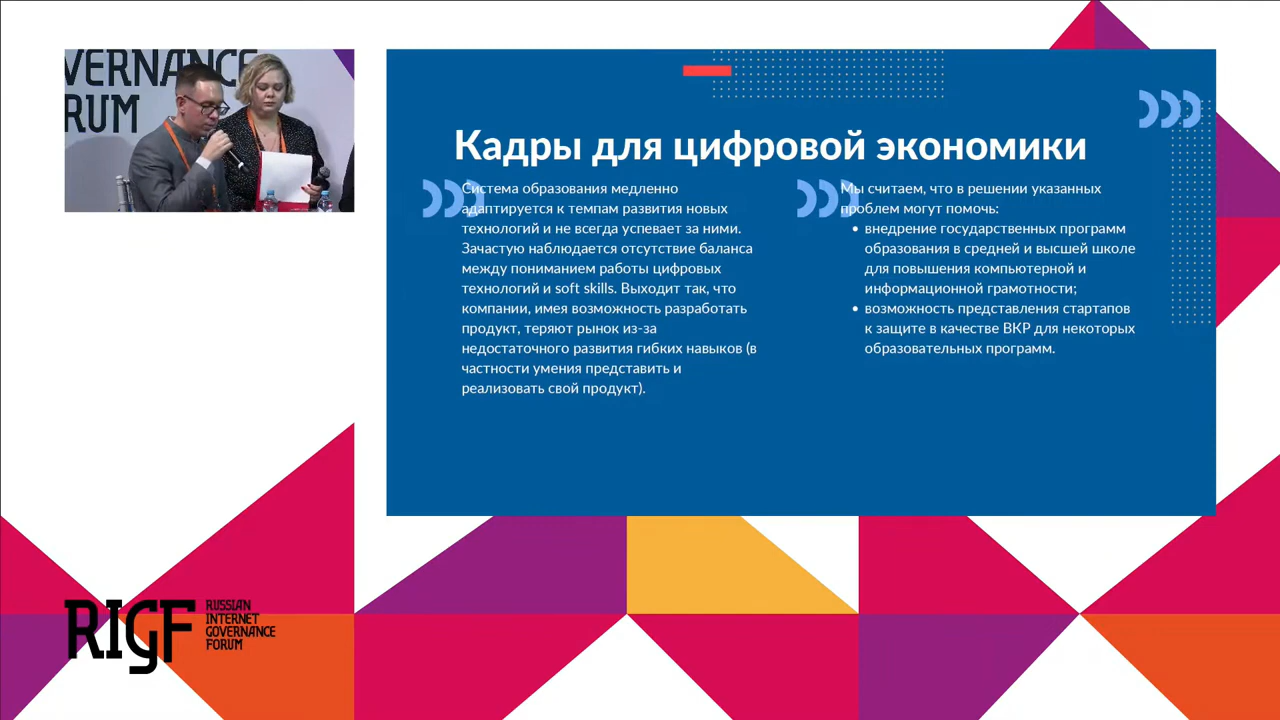 VERNANCE
FORUM
Кадры для цифровой экономики
Система образования медленно
адаптируется к темпам развития новых
технологий и не всегда успевает за ними.
Зачастую наблюдается отсутствие баланса
между пониманием работы цифровых
технологий и soft skills. Выходит так, что
компании, имея возможность разработать
продукт, теряют рынок из-за
недостаточного развития гибких навыков (в
частности умения представить и
реализовать свой продукт).
Мы считаем, что в решении указанных
проблем могут помочь:
• внедрение государственных программ
образования в средней и высшей школе
для повышения компьютерной и
информационной грамотности;
• возможность представления стартапов
к защите в качестве ВКР для некоторых
образовательных программ.
RIGF
RUSSIAN
INTERNET
GOVERNANCE
FORUM